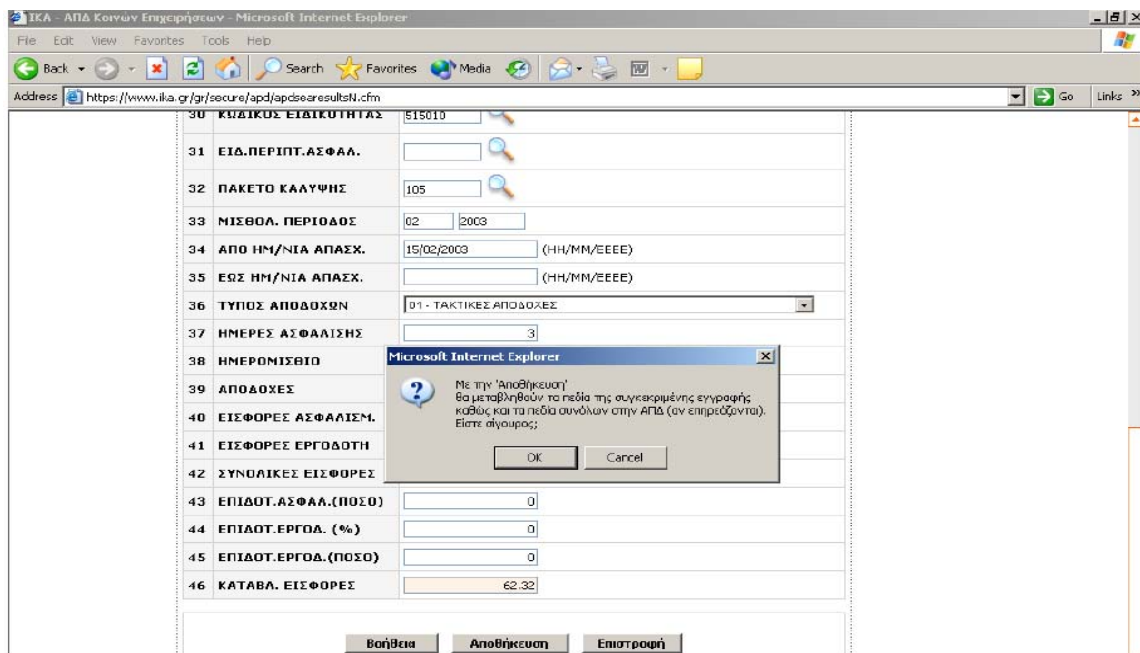 ΙΚΑ - ΑΠΔ Κοινών Επιχειρήσεων - Microsoft Internet Explorer
File Edit View Favorites Tools Help
Back Search Favorites Media
Address https://www.ika.gr/gr/secure/apd/apdsearesultsN.cfm Go Links »
30 ΚΩΔΙΚΟΣ ΕΙΔΙΚΟΤΗΤΑΣ 515010
31 ΕΙΔ.ΠΕΡΙΠΤ.ΑΣΦΑΛ.
32 ΠΑΚΕΤΟ ΚΑΛΥΨΗΣ 105
33 ΜΙΣΘΟΛ. ΠΕΡΙΟΔΟΣ 02 2003
34 ΑΠΟ ΗΜ/ΝΙΑ ΑΠΑΣΧ. 15/02/2003 (ΗΗ/ΜΜ/ΕΕΕΕ)
35 ΕΩΣ ΗΜ/ΝΙΑ ΑΠΑΣΧ. (ΗΗ/ΜΜ/ΕΕΕΕ)
36 ΤΥΠΟΣ ΑΠΟΔΟΧΩΝ 01 - ΤΑΚΤΙΚΕΣ ΑΠΟΔΟΧΕΣ
37 ΗΜΕΡΕΣ ΑΣΦΑΛΙΣΗΣ 3
38 ΗΜΕΡΟΜΙΣΘΙΟ
39 ΑΠΟΔΟΧΕΣ
40 ΕΙΣΦΟΡΕΣ ΑΣΦΑΛΙΣΜ.
41 ΕΙΣΦΟΡΕΣ ΕΡΓΟΔΟΤΗ
42 ΣΥΝΟΛΙΚΕΣ ΕΙΣΦΟΡΕΣ
Microsoft Internet Explorer
Με την 'Αποθήκευση'
θα μεταβληθούν τα πεδία της συγκεκριμένης εγγραφής
καθώς και τα πεδία συνόλων στην ΑΠΔ (αν επηρεάζονται).
Είστε σίγουρος;
OK Cancel
43 ΕΠΙΔΟΤ.ΑΣΦΑΛ.(ΠΟΣΟ) 0
44 ΕΠΙΔΟΤ.ΕΡΓΟΔ. (%) 0
45 ΕΠΙΔΟΤ.ΕΡΓΟΔ.(ΠΟΣΟ) 0
46 ΚΑΤΑΒΛ. ΕΙΣΦΟΡΕΣ 62.32
Βοήθεια Αποθήκευση Επιστροφή